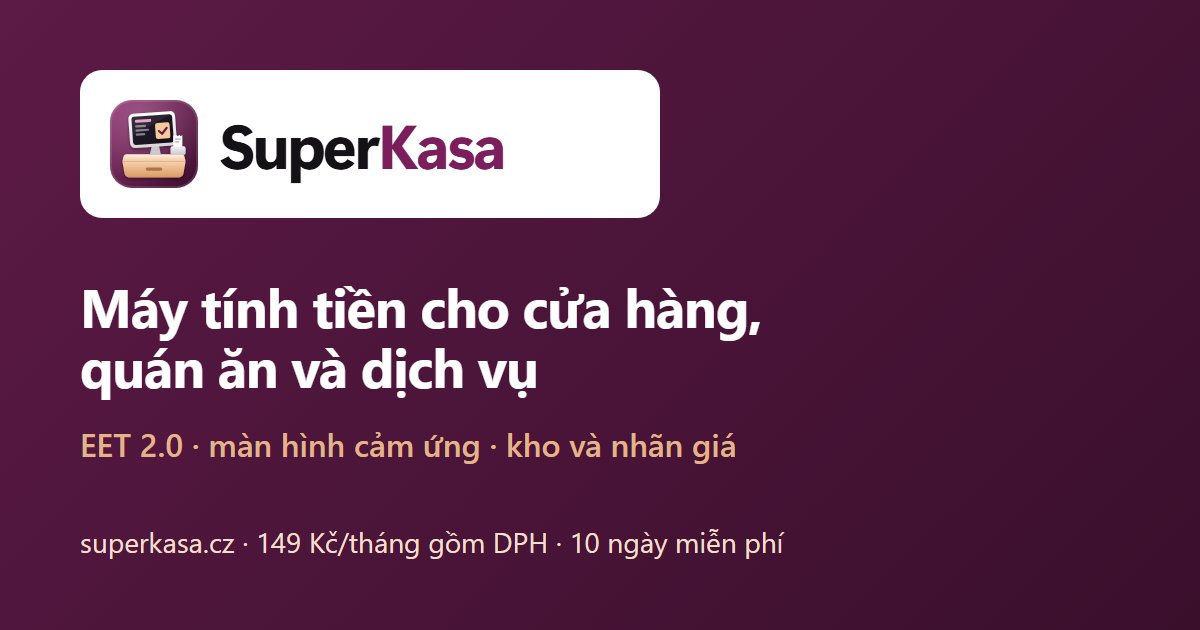 SuperKasa
Máy tính tiền cho cửa hàng,
quán ăn và dịch vụ
EET 2.0 · màn hình cảm ứng · kho và nhãn giá
superkasa.cz · 149 Kč/tháng gồm DPH · 10 ngày miễn phí